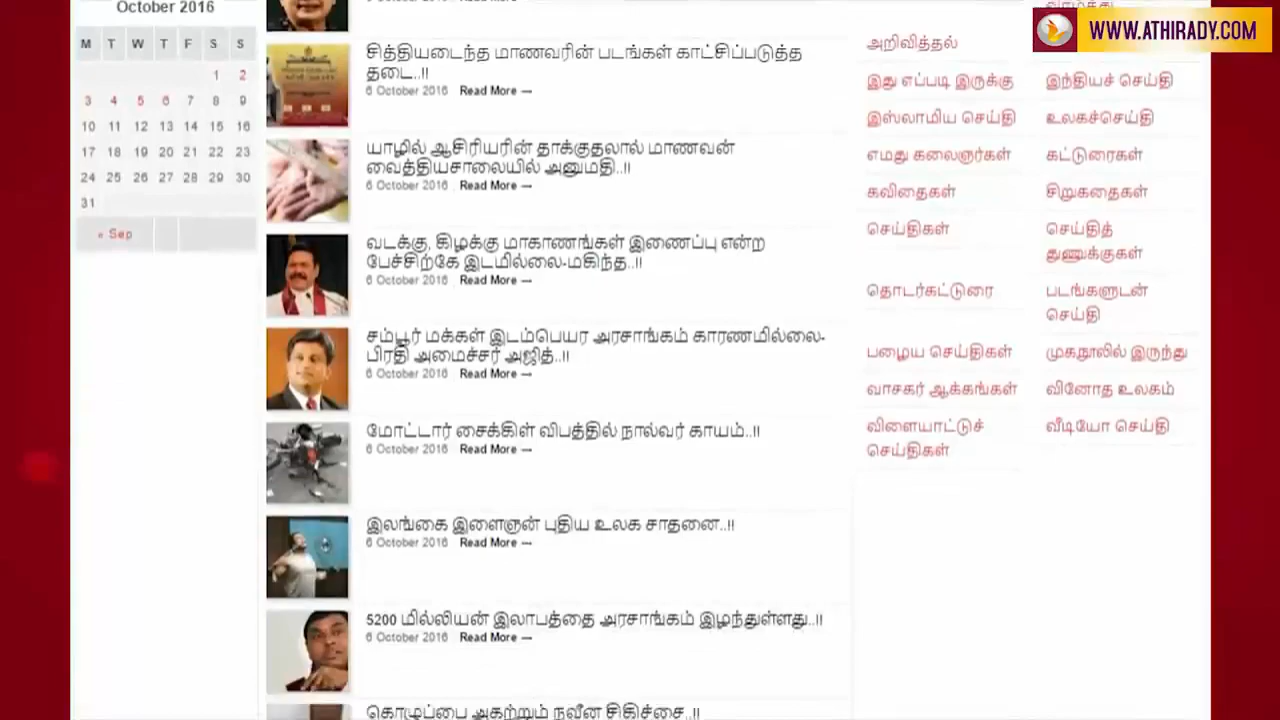 October 2016
M T W T F S S
1 2
3 4 5 6 7 8 9
10 11 12 13 14 15 16
17 18 19 20 21 22 23
24 25 26 27 28 29 30
31
« Sep
சித்தியடைந்த மாணவரின் படங்கள் காட்சிப்படுத்த
தடை..!!
6 October 2016 Read More —
யாழில் ஆசிரியரின் தாக்குதலால் மாணவன்
வைத்தியசாலையில் அனுமதி..!!
6 October 2016 Read More —
வடக்கு, கிழக்கு மாகாணங்கள் இணைப்பு என்ற
பேச்சிற்கே இடமில்லை-மகிந்த..!!
6 October 2016 Read More —
சம்பூர் மக்கள் இடம்பெயர அரசாங்கம் காரணமில்லை-
பிரதி அமைச்சர் அஜித்..!!
6 October 2016 Read More —
மோட்டார் சைக்கிள் விபத்தில் நால்வர் காயம்..!!
6 October 2016 Read More —
இலங்கை இளைஞன் புதிய உலக சாதனை..!!
6 October 2016 Read More —
5200 மில்லியன் இலாபத்தை அரசாங்கம் இழந்துள்ளது..!!
6 October 2016 Read More —
கொழுப்பை அகற்றும் நவீன சிகிச்சை..!!
WWW.ATHIRADY.COM
அறிவித்தல்
இது எப்படி இருக்கு இந்தியச் செய்தி
இஸ்லாமிய செய்தி உலகச்செய்தி
எமது கலைஞர்கள் கட்டுரைகள்
கவிதைகள் சிறுகதைகள்
செய்திகள் செய்தித்
துணுக்குகள்
தொடர்கட்டுரை படங்களுடன்
செய்தி
பழைய செய்திகள் முகநூலில் இருந்து
வாசகர் ஆக்கங்கள் வினோத உலகம்
விளையாட்டுச் வீடியோ செய்தி
செய்திகள்